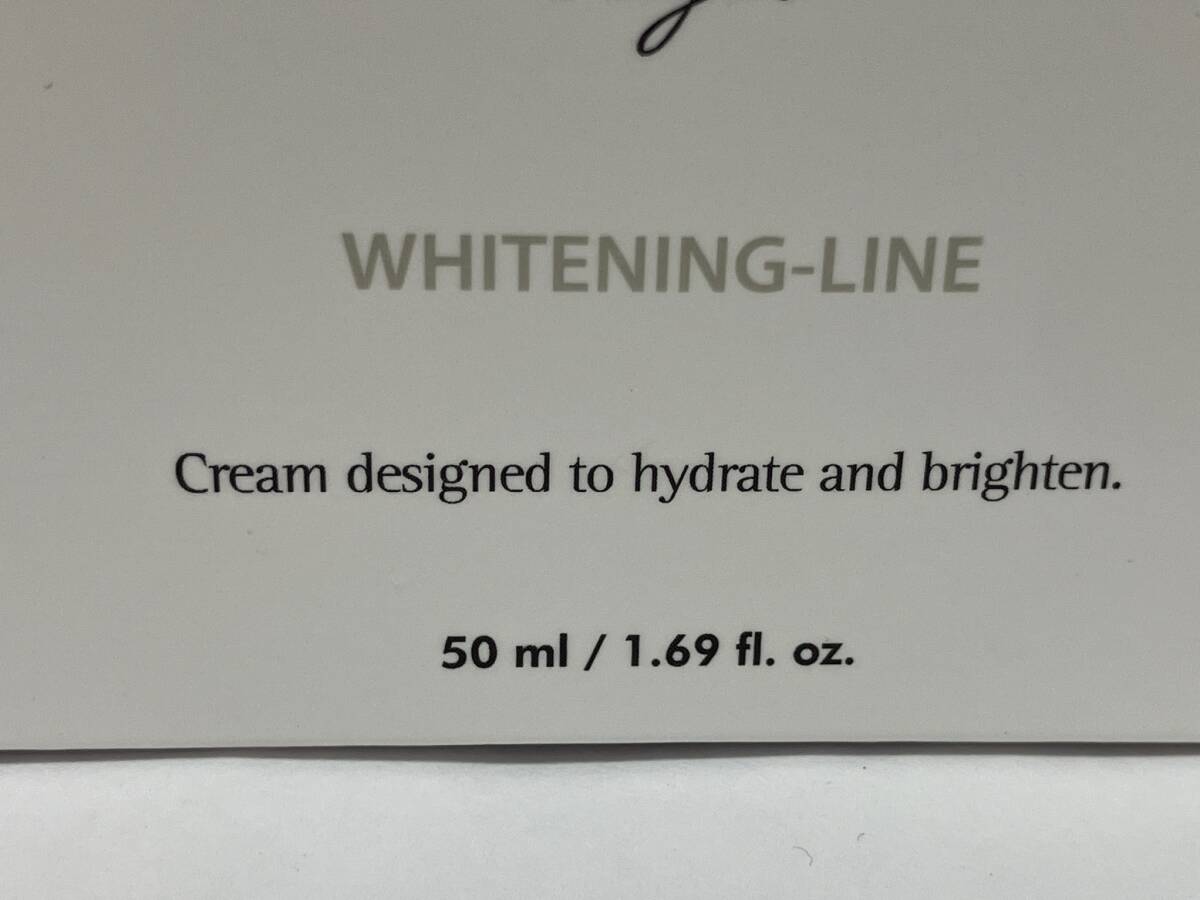 WHITENING-LINE
Cream designed to hydrate and brighten.
50 ml / 1.69 fl. oz.